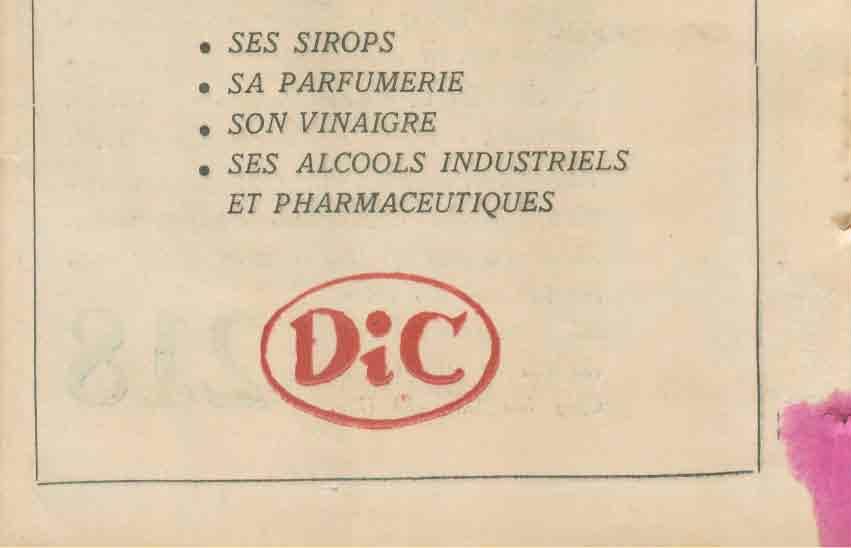 • SES SIROPS
• SA PARFUMERIE
• SON VINAIGRE
• SES ALCOOLS INDUSTRIELS
ET PHARMACEUTIQUES
DiC